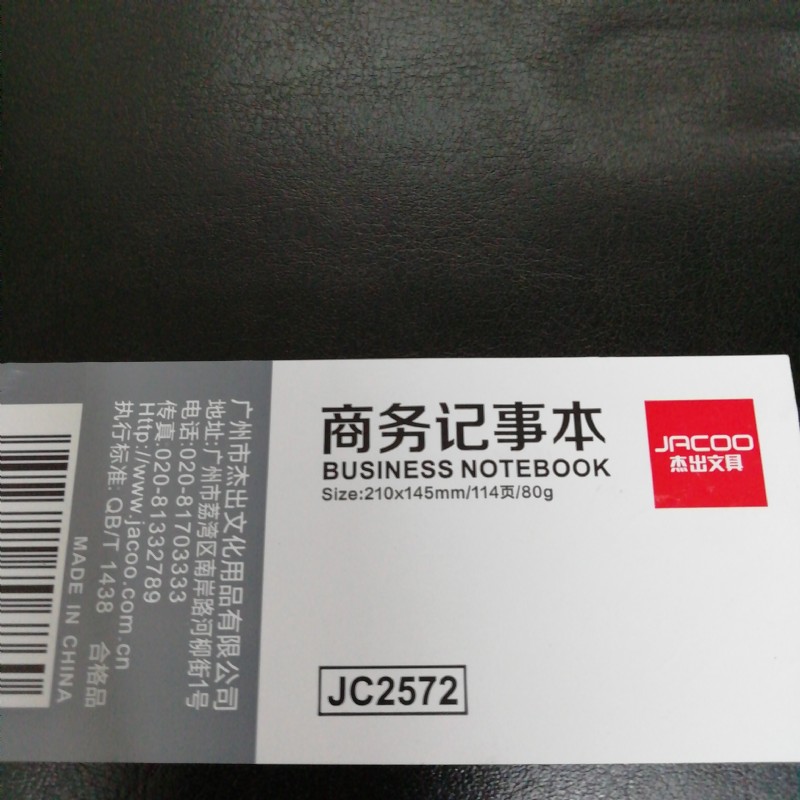 商务记事本
BUSINESS NOTEBOOK
Size:210x145mm/114页/80g
JACOO
杰出文具
JC2572
广州市杰出文化用品有限公司
地址:广州市荔湾区南岸路河柳街1号
电话:020-81703333
传真:020-81332789
Http://www.jacoo.com.cn
执行标准: QB/T 1438 合格品
MADE IN CHINA